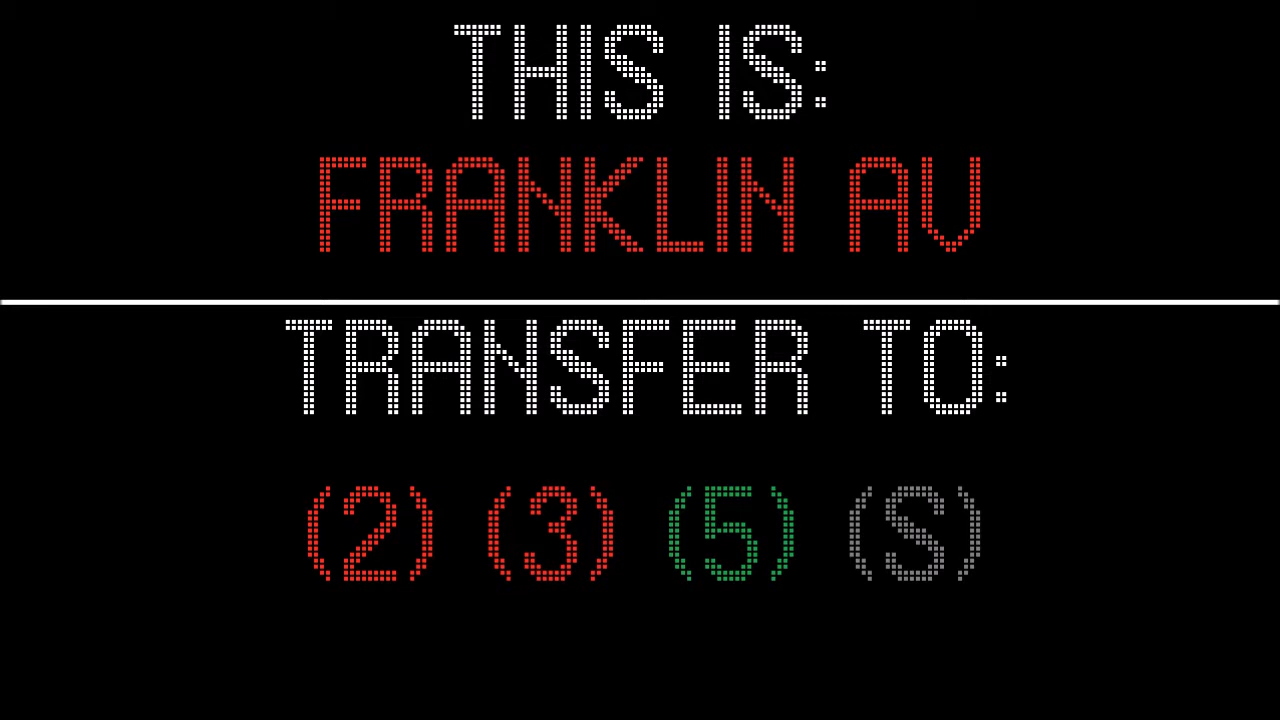 THIS IS:
FRANKLIN AV
TRANSFER TO:
(2) (3) (5) (S)